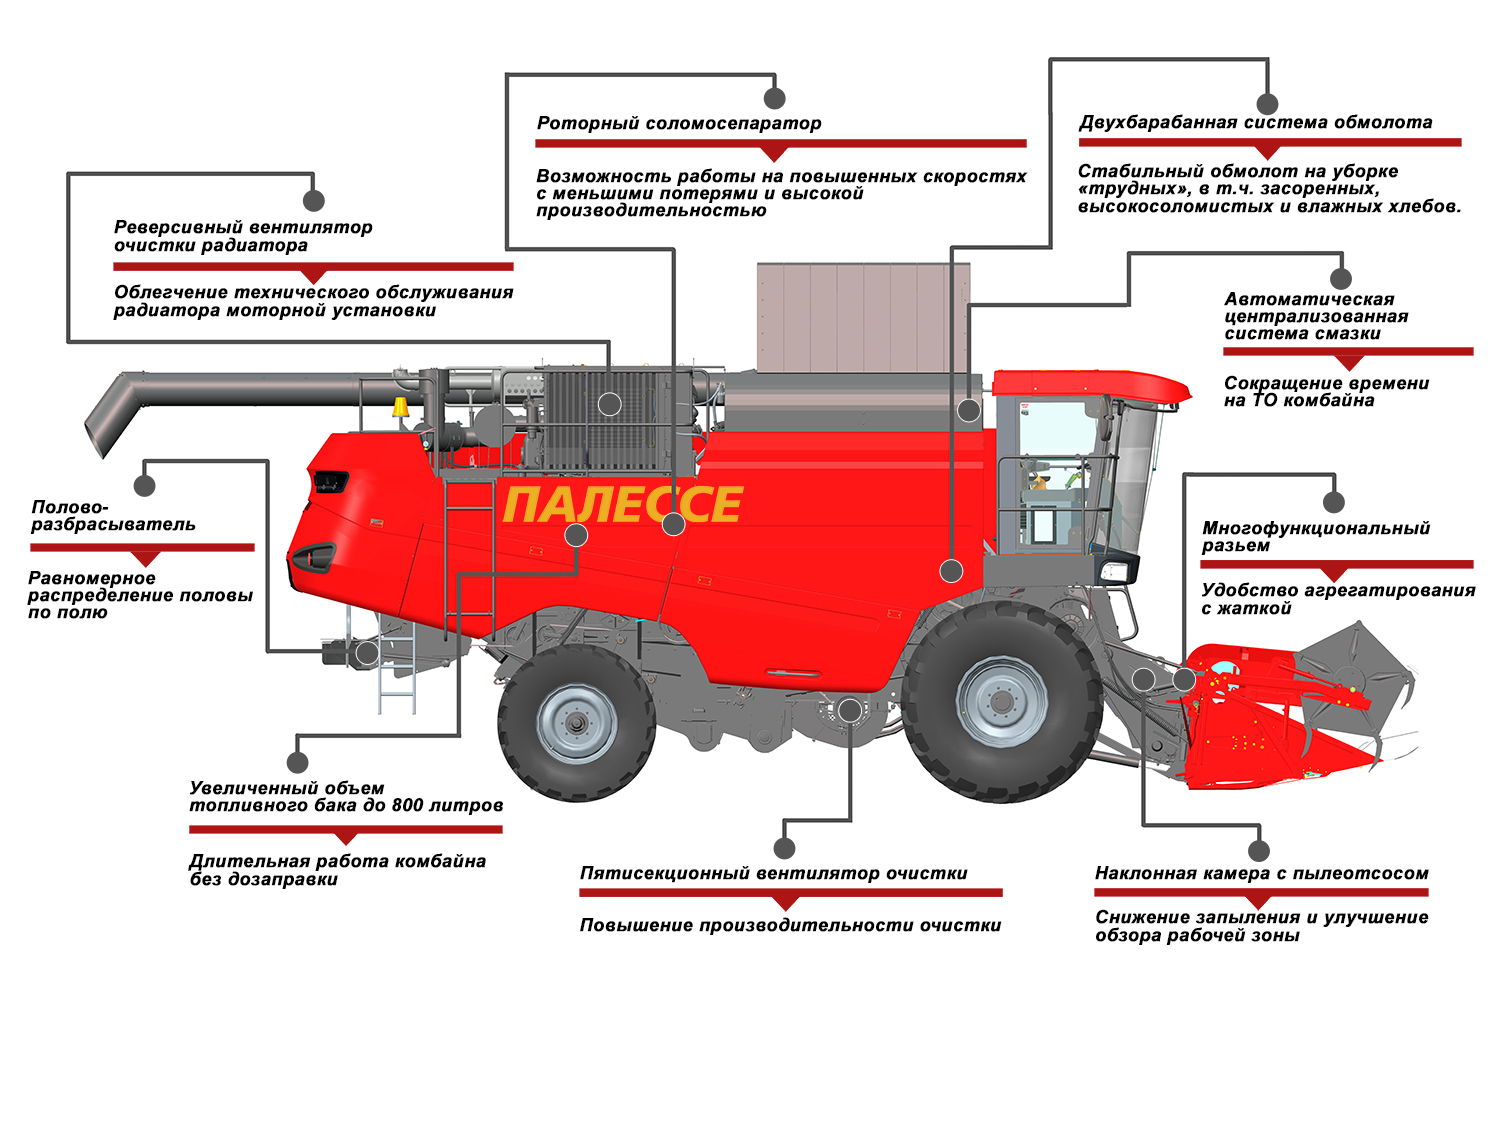 Роторный соломосепаратор
Возможность работы на повышенных скоростях
с меньшими потерями и высокой
производительностью
Двухбарабанная система обмолота
Стабильный обмолот на уборке
«трудных», в т.ч. засоренных,
высокосоломистых и влажных хлебов.
Реверсивный вентилятор
очистки радиатора
Облегчение технического обслуживания
радиатора моторной установки
Автоматическая
централизованная
система смазки
Сокращение времени
на ТО комбайна
ПАЛЕССЕ
Полово-
разбрасыватель
Равномерное
распределение половы
по полю
Многофункциональный
разьем
Удобство агрегатирования
с жаткой
Увеличенный объем
топливного бака до 800 литров
Длительная работа комбайна
без дозаправки
Пятисекционный вентилятор очистки
Повышение производительности очистки
Наклонная камера с пылеотсосом
Снижение запыления и улучшение
обзора рабочей зоны